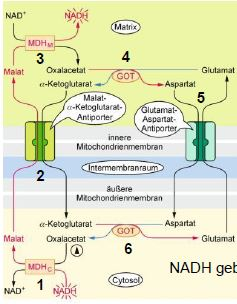 NAD⁺ NADH Matrix
MDH_M
3 4
Malat Oxalacetat Glutamat
α-Ketoglutarat GOT Aspartat
5
Malat-
α-Ketoglutarat-
Antiporter
Glutamat-
Aspartat-
Antiporter
innere
Mitochondrienmembran
2 Intermembranraum
äußere
Mitochondrienmembran
α-Ketoglutarat Aspartat
Malat Oxalacetat GOT Glutamat
A 6
MDH_C
NADH geb
1
NAD⁺ NADH Cytosol